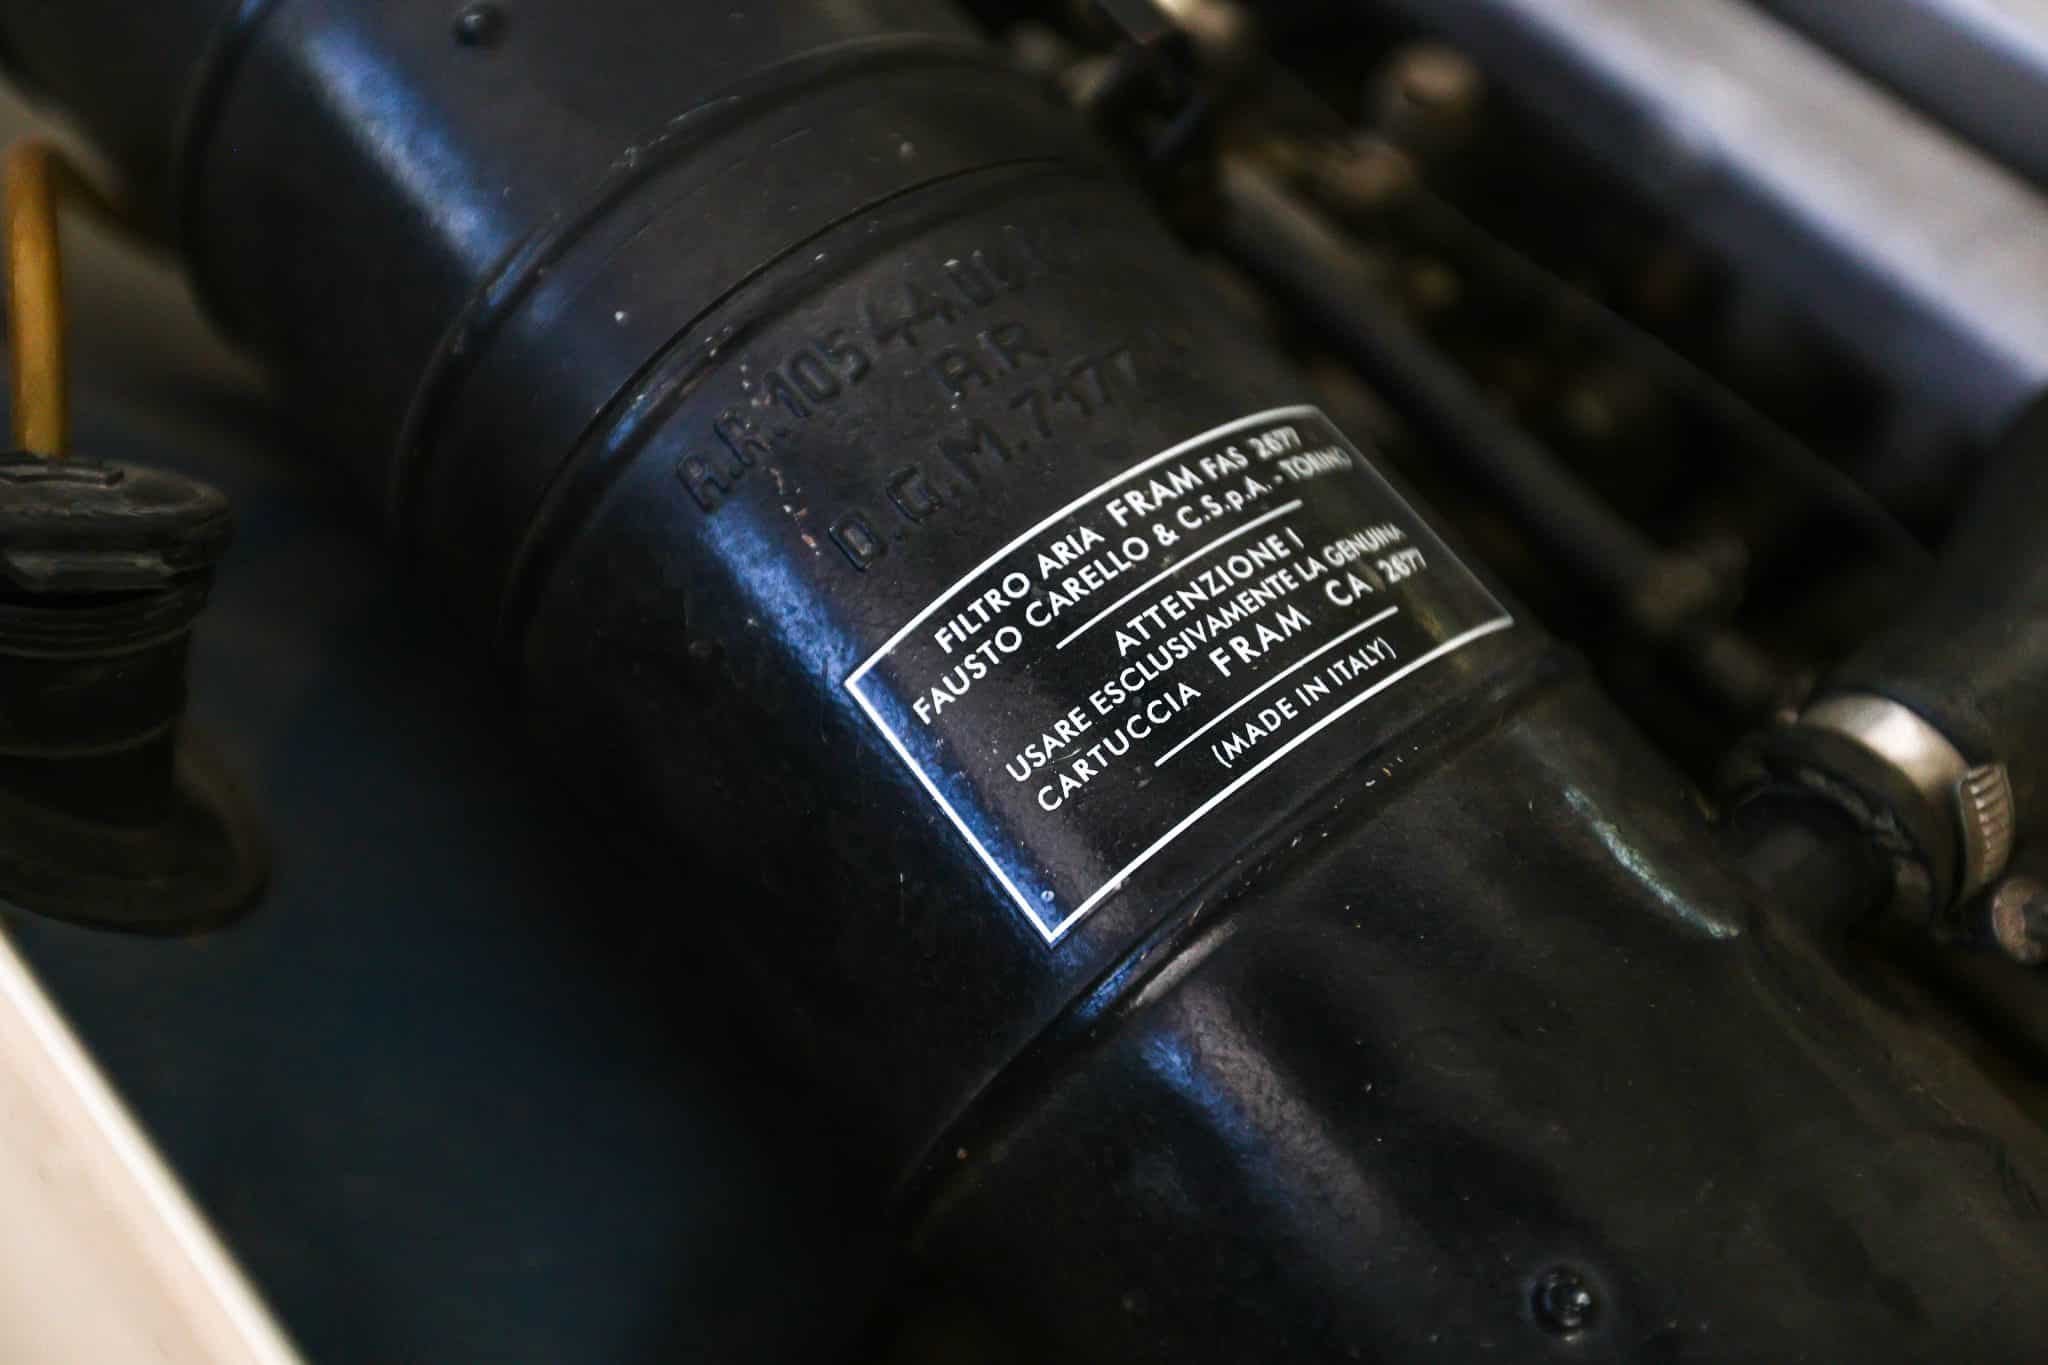 A.R.
D.G.M.
FILTRO ARIA FRAM FAS 2677
FAUSTO CARELLO & C.S.p.A. - TORINO
ATTENZIONE !
USARE ESCLUSIVAMENTE LA GENUINA
CARTUCCIA FRAM CA 2677
(MADE IN ITALY)